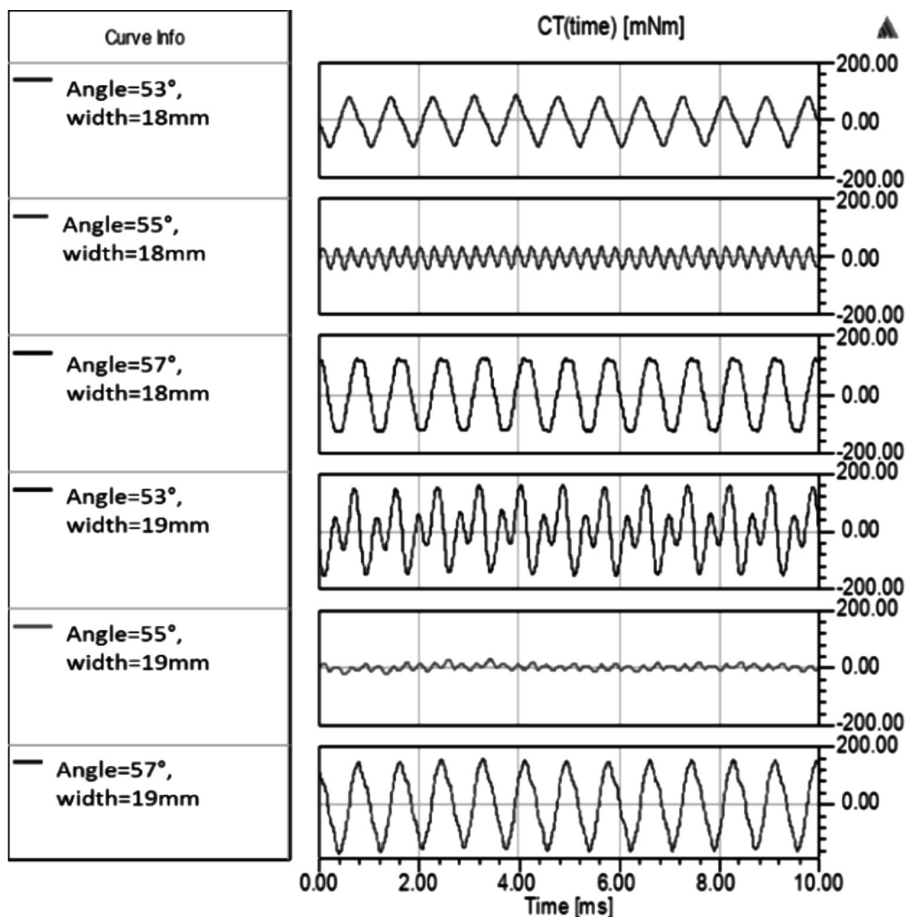 Curve Info
CT(time) [mNm]
Angle=53°,
width=18mm
200.00
0.00
-200.00
Angle=55°,
width=18mm
200.00
0.00
-200.00
Angle=57°,
width=18mm
200.00
0.00
-200.00
Angle=53°,
width=19mm
200.00
0.00
-200.00
Angle=55°,
width=19mm
200.00
0.00
-200.00
Angle=57°,
width=19mm
200.00
0.00
0.00 2.00 4.00 6.00 8.00 10.00
Time [ms]